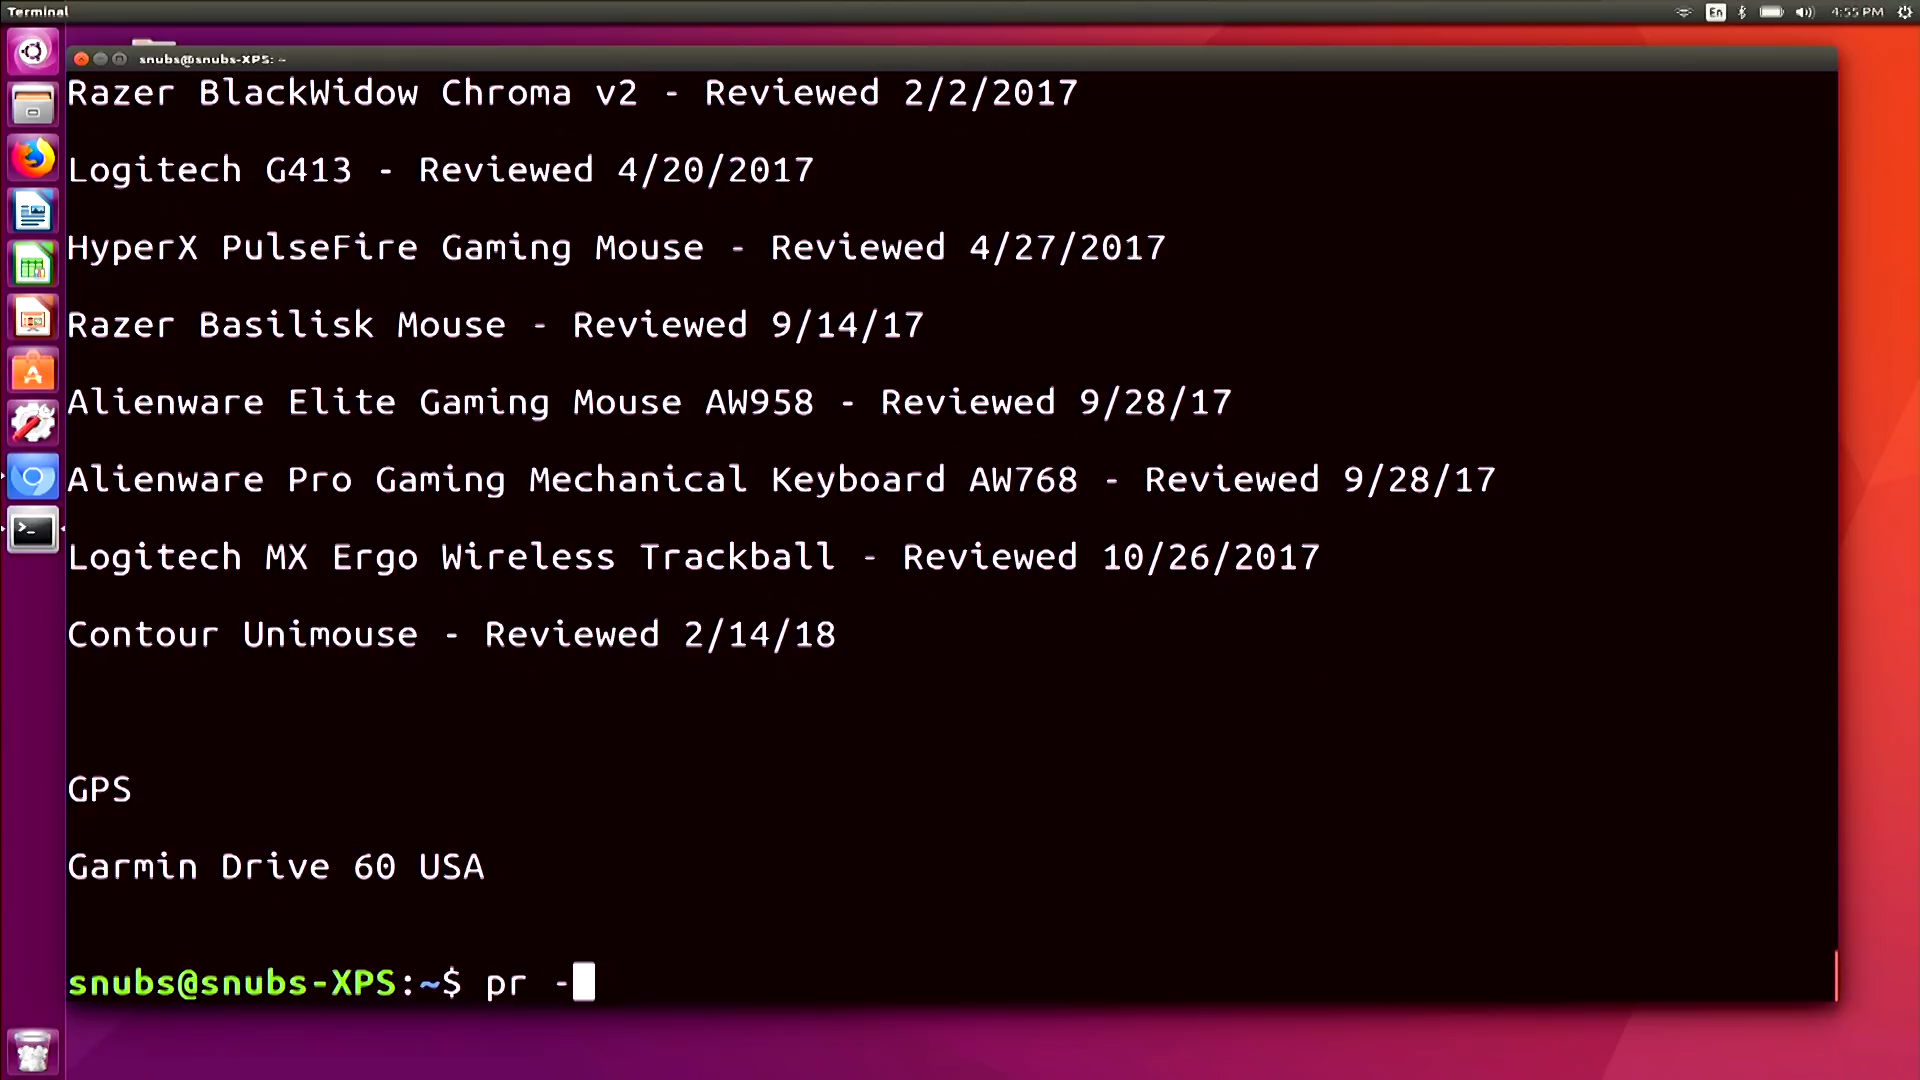 Terminal
En
4:55 PM
snubs@snubs-XPS: ~
Razer BlackWidow Chroma v2 - Reviewed 2/2/2017
Logitech G413 - Reviewed 4/20/2017
HyperX PulseFire Gaming Mouse - Reviewed 4/27/2017
Razer Basilisk Mouse - Reviewed 9/14/17
Alienware Elite Gaming Mouse AW958 - Reviewed 9/28/17
Alienware Pro Gaming Mechanical Keyboard AW768 - Reviewed 9/28/17
Logitech MX Ergo Wireless Trackball - Reviewed 10/26/2017
Contour Unimouse - Reviewed 2/14/18
GPS
Garmin Drive 60 USA
snubs@snubs-XPS:~$ pr -